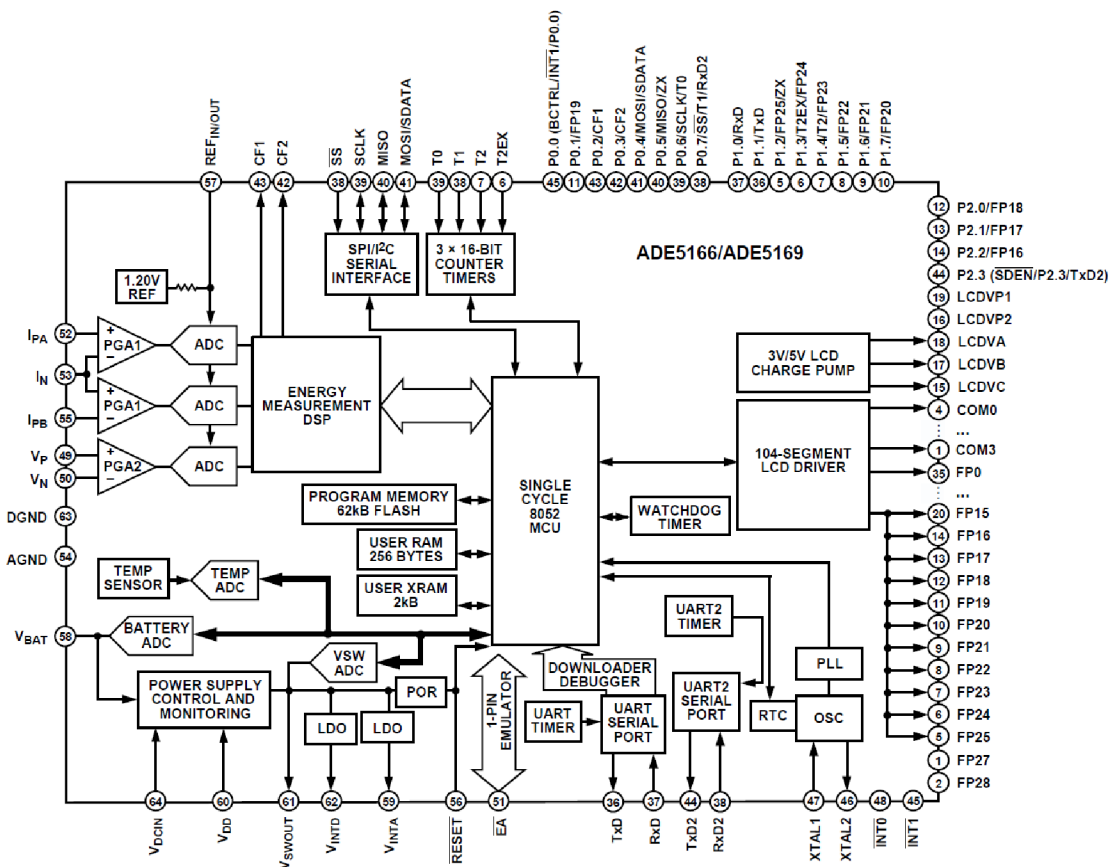 REFIN/OUT
CF1
CF2
SS
SCLK
MISO
MOSI/SDATA
T0
T1
T2
T2EX
P0.0 (BCTRL/INT1/P0.0)
P0.1/FP19
P0.2/CF1
P0.3/CF2
P0.4/MOSI/SDATA
P0.5/MISO/ZX
P0.6/SCLK/T0
P0.7/SS/T1/RxD2
P1.0/RxD
P1.1/TxD
P1.2/FP25/ZX
P1.3/T2EX/FP24
P1.4/T2/FP23
P1.5/FP22
P1.6/FP21
P1.7/FP20
57 43 42 38 39 40 41 39 38 7 6 45 11 43 42 41 40 39 38 37 36 5 6 7 8 9 10
ADE5166/ADE5169
12 P2.0/FP18
13 P2.1/FP17
14 P2.2/FP16
44 P2.3 (SDEN/P2.3/TxD2)
19 LCDVP1
16 LCDVP2
18 LCDVA
17 LCDVB
15 LCDVC
4 COM0
...
1 COM3
35 FP0
...
20 FP15
14 FP16
13 FP17
12 FP18
11 FP19
10 FP20
9 FP21
8 FP22
7 FP23
6 FP24
5 FP25
1 FP27
2 FP28
1.20V
REF
SPI/I2C
SERIAL
INTERFACE
3 × 16-BIT
COUNTER
TIMERS
IPA 52
+
PGA1
−
ADC
IN 53
+
PGA1
−
ADC
IPB 55
VP 49
+
PGA2
−
ADC
VN 50
DGND 63
AGND 54
VBAT 58
ENERGY
MEASUREMENT
DSP
3V/5V LCD
CHARGE PUMP
104-SEGMENT
LCD DRIVER
SINGLE
CYCLE
8052
MCU
PROGRAM MEMORY
62kB FLASH
USER RAM
256 BYTES
USER XRAM
2kB
WATCHDOG
TIMER
TEMP
SENSOR
TEMP
ADC
BATTERY
ADC
VSW
ADC
POWER SUPPLY
CONTROL AND
MONITORING
LDO
LDO
POR
1-PIN
EMULATOR
DOWNLOADER
DEBUGGER
UART
TIMER
UART
SERIAL
PORT
UART2
TIMER
UART2
SERIAL
PORT
RTC
PLL
OSC
64 60 61 62 59 56 51 36 37 44 38 47 46 48 45
VDCIN
VDD
VSWOUT
VINTD
VINTA
RESET
EA
TxD
RxD
TxD2
RxD2
XTAL1
XTAL2
INT0
INT1